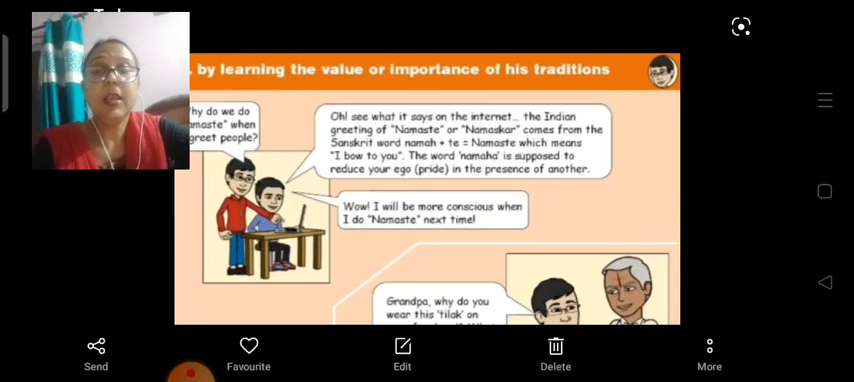 by learning the value or importance of his traditions
hy do we do
amaste" when
greet people?
Oh! see what it says on the internet... the Indian
greeting of "Namaste" or "Namaskar" comes from the
Sanskrit word namah + te = Namaste which means
"I bow to you". The word 'namaha' is supposed to
reduce your ego (pride) in the presence of another.
Wow! I will be more conscious when
I do "Namaste" next time!
Grandpa, why do you
wear this 'tilak' on
Send
Favourite
Edit
Delete
More